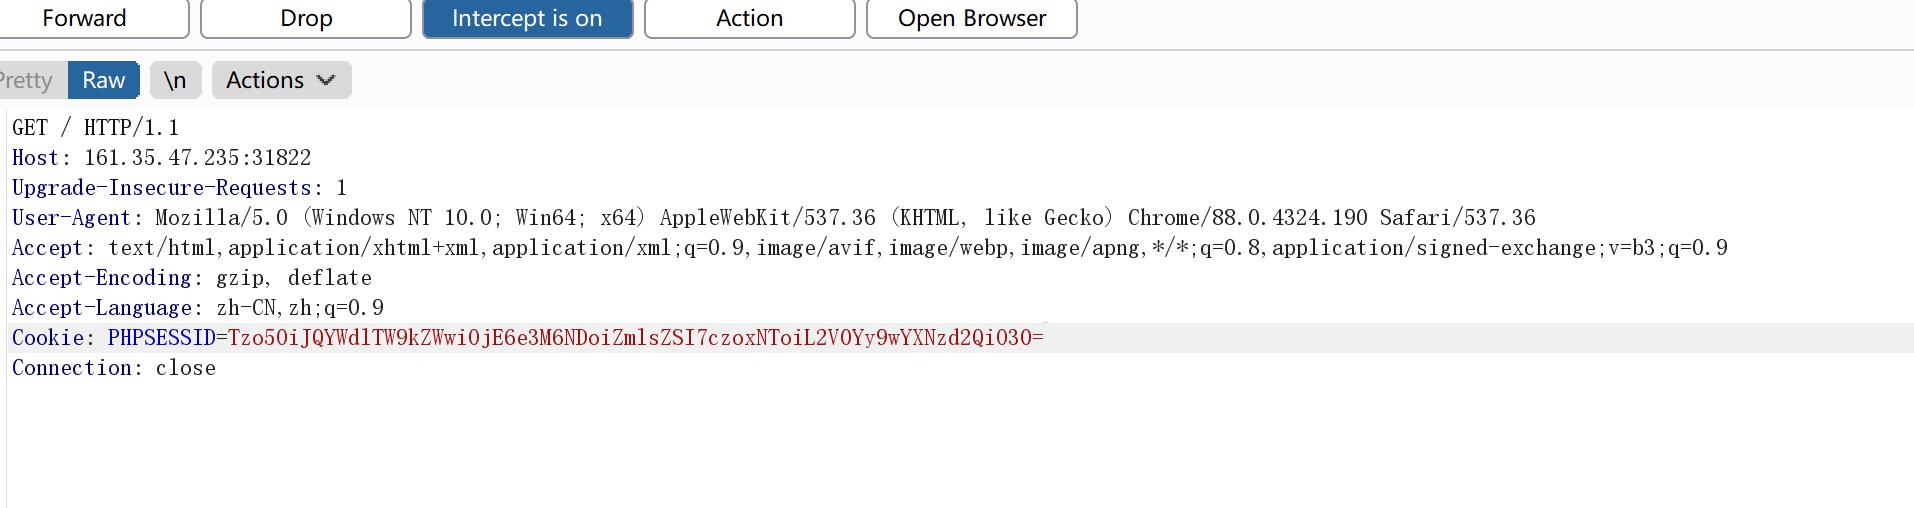 Forward Drop Intercept is on Action Open Browser
Pretty Raw \n Actions
GET / HTTP/1.1
Host: 161.35.47.235:31822
Upgrade-Insecure-Requests: 1
User-Agent: Mozilla/5.0 (Windows NT 10.0; Win64; x64) AppleWebKit/537.36 (KHTML, like Gecko) Chrome/88.0.4324.190 Safari/537.36
Accept: text/html,application/xhtml+xml,application/xml;q=0.9,image/avif,image/webp,image/apng,*/*;q=0.8,application/signed-exchange;v=b3;q=0.9
Accept-Encoding: gzip, deflate
Accept-Language: zh-CN,zh;q=0.9
Cookie: PHPSESSID=Tzo5OiJQYWdlTW9kZWwiOjE6e3M6NDoiZmlsZSI7czoxNToiL2V0Yy9wYXNzd2QiO30=
Connection: close